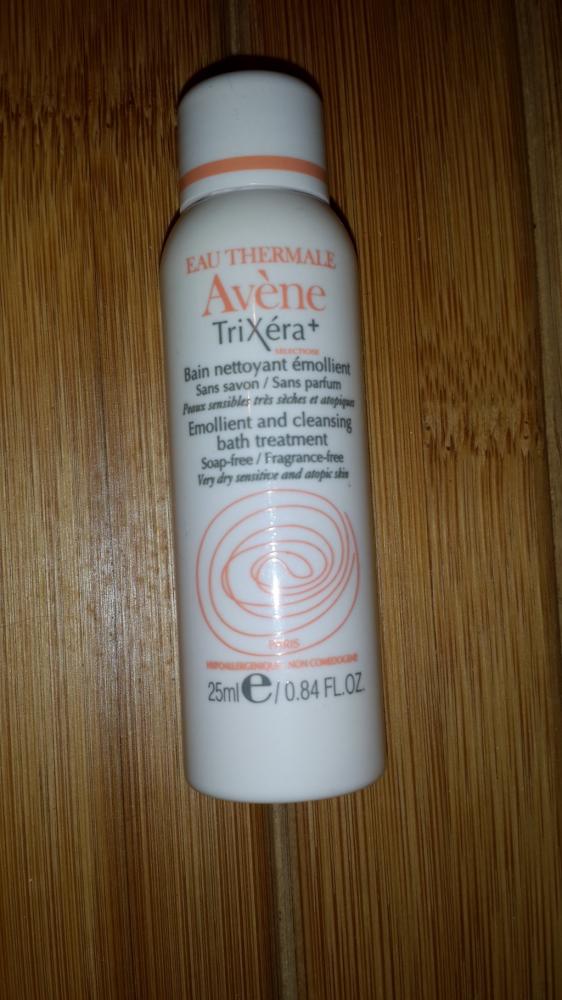 EAU THERMALE
Avène
TriXéra+
SELECTIOSE
Bain nettoyant émollient
Sans savon / Sans parfum
Peaux sensibles très sèches et atopiques
Emollient and cleansing
bath treatment
Soap-free / Fragrance-free
Very dry sensitive and atopic skin
PARIS
HYPOALLERGENIQUE - NON COMEDOGENE
25ml e / 0.84 FL.OZ.